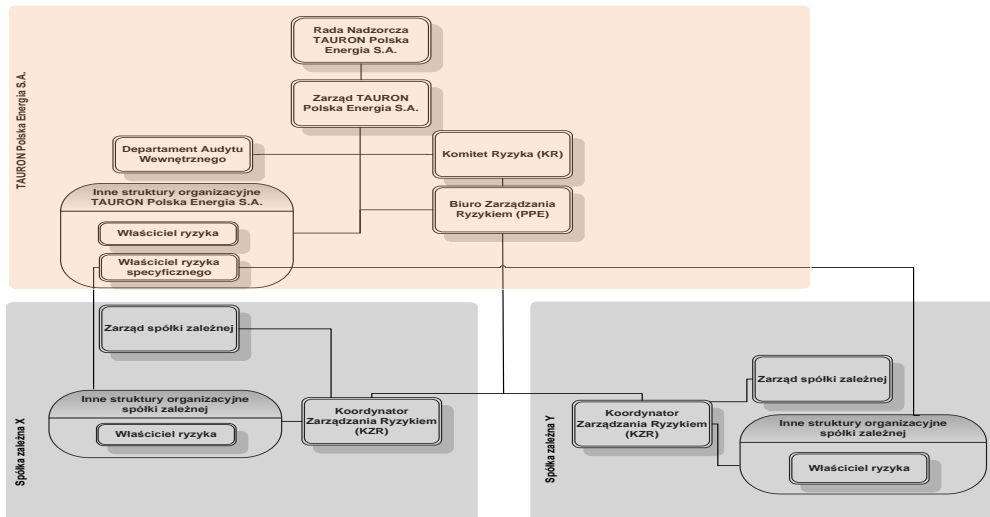 TAURON Polska Energia S.A.
Rada Nadzorcza
TAURON Polska
Energia S.A.
Zarząd TAURON
Polska Energia S.A.
Departament Audytu
Wewnętrznego
Komitet Ryzyka (KR)
Inne struktury organizacyjne
TAURON Polska Energia S.A.
Biuro Zarządzania
Ryzykiem (PPE)
Właściciel ryzyka
Właściciel ryzyka
specyficznego
Spółka zależna X
Zarząd spółki zależnej
Inne struktury organizacyjne
spółki zależnej
Właściciel ryzyka
Koordynator
Zarządzania Ryzykiem
(KZR)
Spółka zależna Y
Zarząd spółki zależnej
Koordynator
Zarządzania Ryzykiem
(KZR)
Inne struktury organizacyjne
spółki zależnej
Właściciel ryzyka